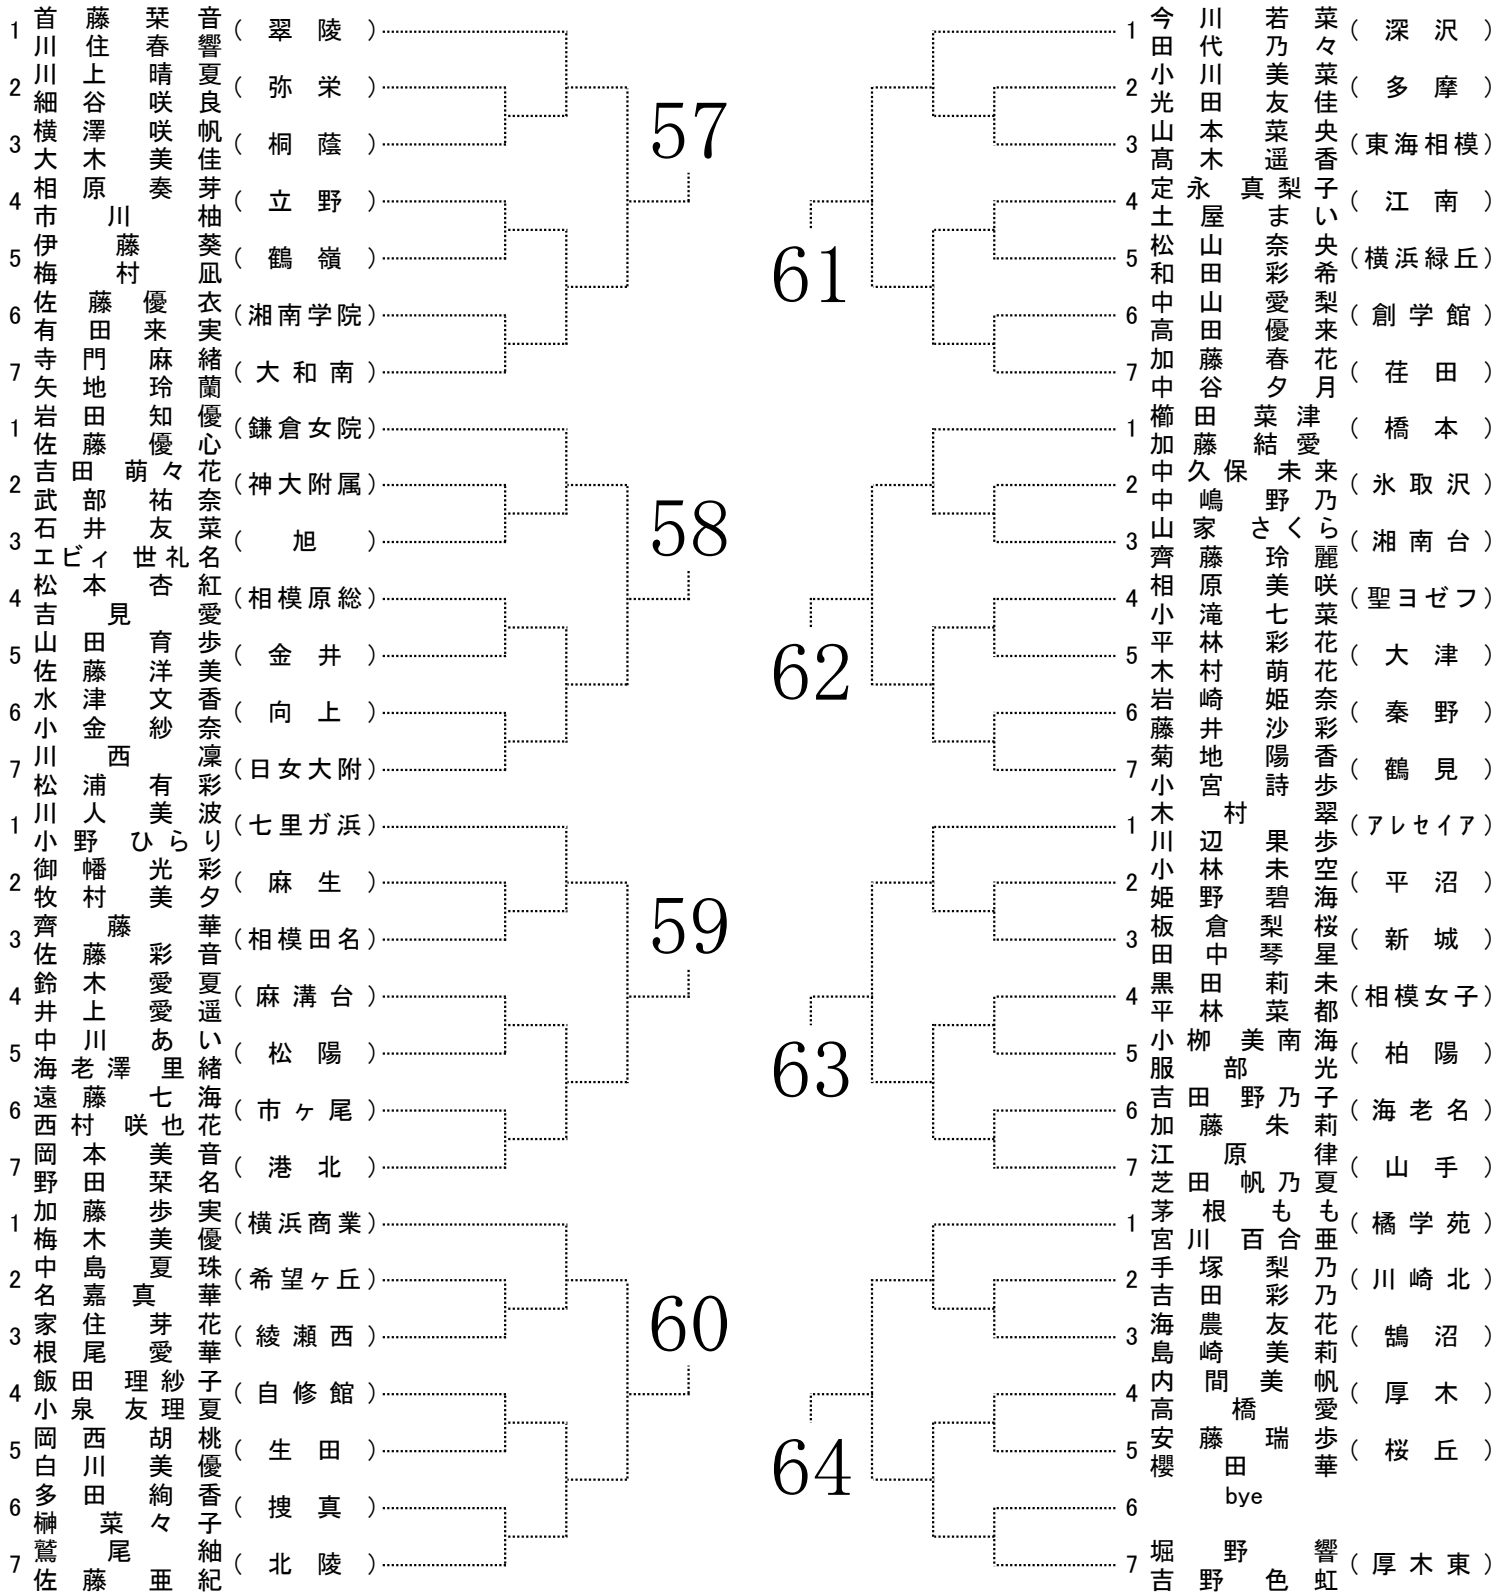 57
1 首藤栞音 川住春響 (翠陵)
2 川上晴夏 細谷咲良 (弥栄)
3 横澤咲帆 大木美佳 (桐蔭)
4 相原奏芽 市川柚 (立野)
5 伊藤葵 梅村凪 (鶴嶺)
6 佐藤優衣 有田来実 (湘南学院)
7 寺門麻緒 矢地玲蘭 (大和南)
58
1 岩田知優 佐藤優心 (鎌倉女院)
2 吉田萌々花 武部祐奈 (神大附属)
3 石井友菜 エビィ世礼名 (旭)
4 松本杏紅 吉見愛 (相模原総)
5 山田育歩 佐藤洋美 (金井)
6 水津文香 小金紗奈 (向上)
7 川西凜 松浦有彩 (日女大附)
59
1 川人美波 小野ひらり (七里ガ浜)
2 御幡光彩 牧村美夕 (麻生)
3 齊藤華 佐藤彩音 (相模田名)
4 鈴木愛夏 井上愛遥 (麻溝台)
5 中川あい 海老澤里緒 (松陽)
6 遠藤七海 西村咲也花 (市ヶ尾)
7 岡本美音 野田栞名 (港北)
60
1 加藤歩実 梅木美優 (横浜商業)
2 中島夏珠 名嘉真華 (希望ヶ丘)
3 家住芽花 根尾愛華 (綾瀬西)
4 飯田理紗子 小泉友理夏 (自修館)
5 岡西胡桃 白川美優 (生田)
6 多田絢香 榊菜々子 (捜真)
7 鷲尾紬 佐藤亜紀 (北陵)
61
1 今川若菜 田代乃々 (深沢)
2 小川美菜 光田友佳 (多摩)
3 山本菜央 髙木遥香 (東海相模)
4 定永真梨子 土屋まい (江南)
5 松山奈央 和田彩希 (横浜緑丘)
6 中山愛梨 高田優来 (創学館)
7 加藤春花 中谷夕月 (荏田)
62
1 櫛田菜津 加藤結愛 (橋本)
2 中久保未来 中嶋野乃 (氷取沢)
3 山家さくら 齊藤玲麗 (湘南台)
4 相原美咲 小滝七菜 (聖ヨゼフ)
5 平林彩花 木村萌花 (大津)
6 岩崎姫奈 藤井沙彩 (秦野)
7 菊地陽香 小宮詩歩 (鶴見)
63
1 木村翠 川辺果歩 (アレセイア)
2 小林未空 姫野碧海 (平沼)
3 板倉梨桜 田中琴星 (新城)
4 黒田莉未 平林菜都 (相模女子)
5 小栁美南海 服部光 (柏陽)
6 吉田野乃子 加藤朱莉 (海老名)
7 江原律 芝田帆乃夏 (山手)
64
1 茅根もも 宮川百合亜 (橘学苑)
2 手塚梨乃 吉田彩乃 (川崎北)
3 海農友花 島崎美莉 (鵠沼)
4 内間美帆 高橋愛 (厚木)
5 安藤瑞歩 櫻田華 (桜丘)
6 bye
7 堀野響 吉野色虹 (厚木東)